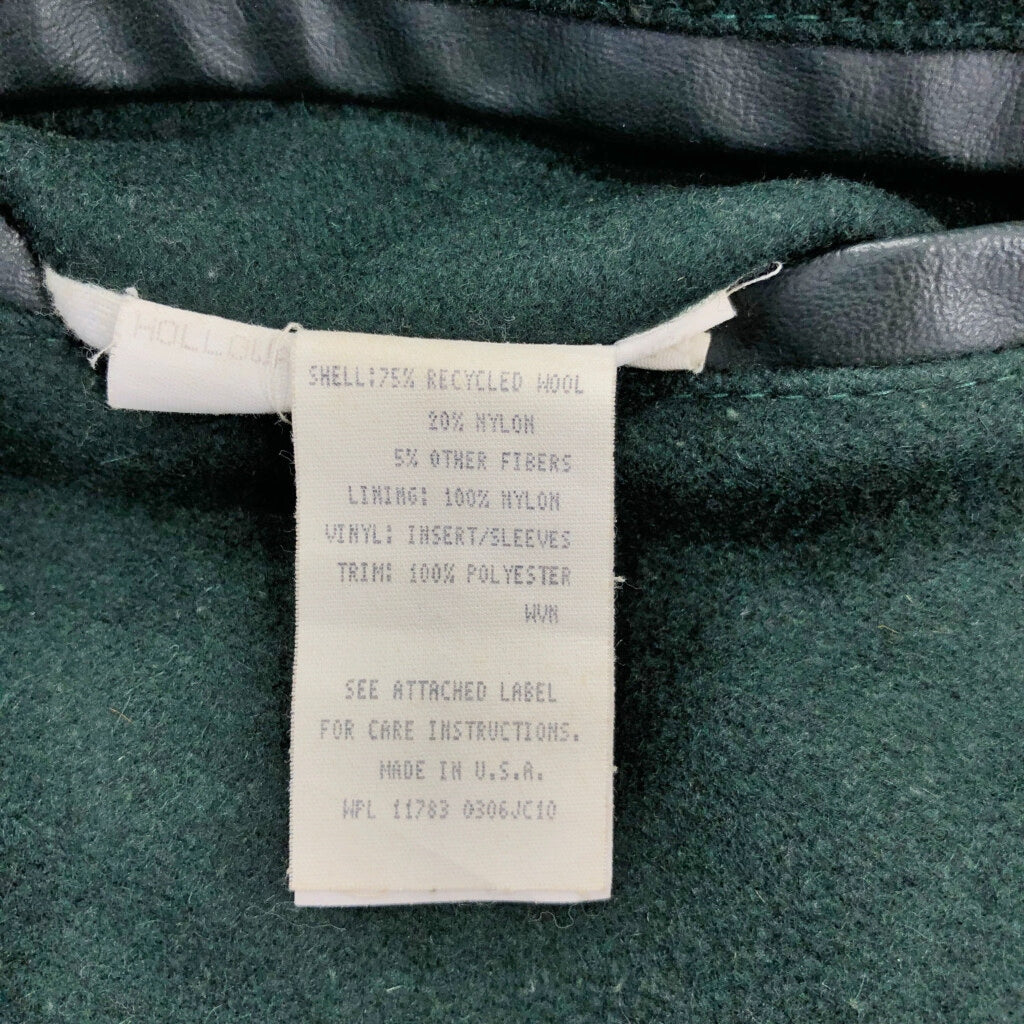 HOLLOW
SHELL:75% RECYCLED WOOL
20% NYLON
5% OTHER FIBERS
LINING: 100% NYLON
VINYL: INSERT/SLEEVES
TRIM: 100% POLYESTER
WVN
SEE ATTACHED LABEL
FOR CARE INSTRUCTIONS.
MADE IN U.S.A.
WPL 11783 0306JC10